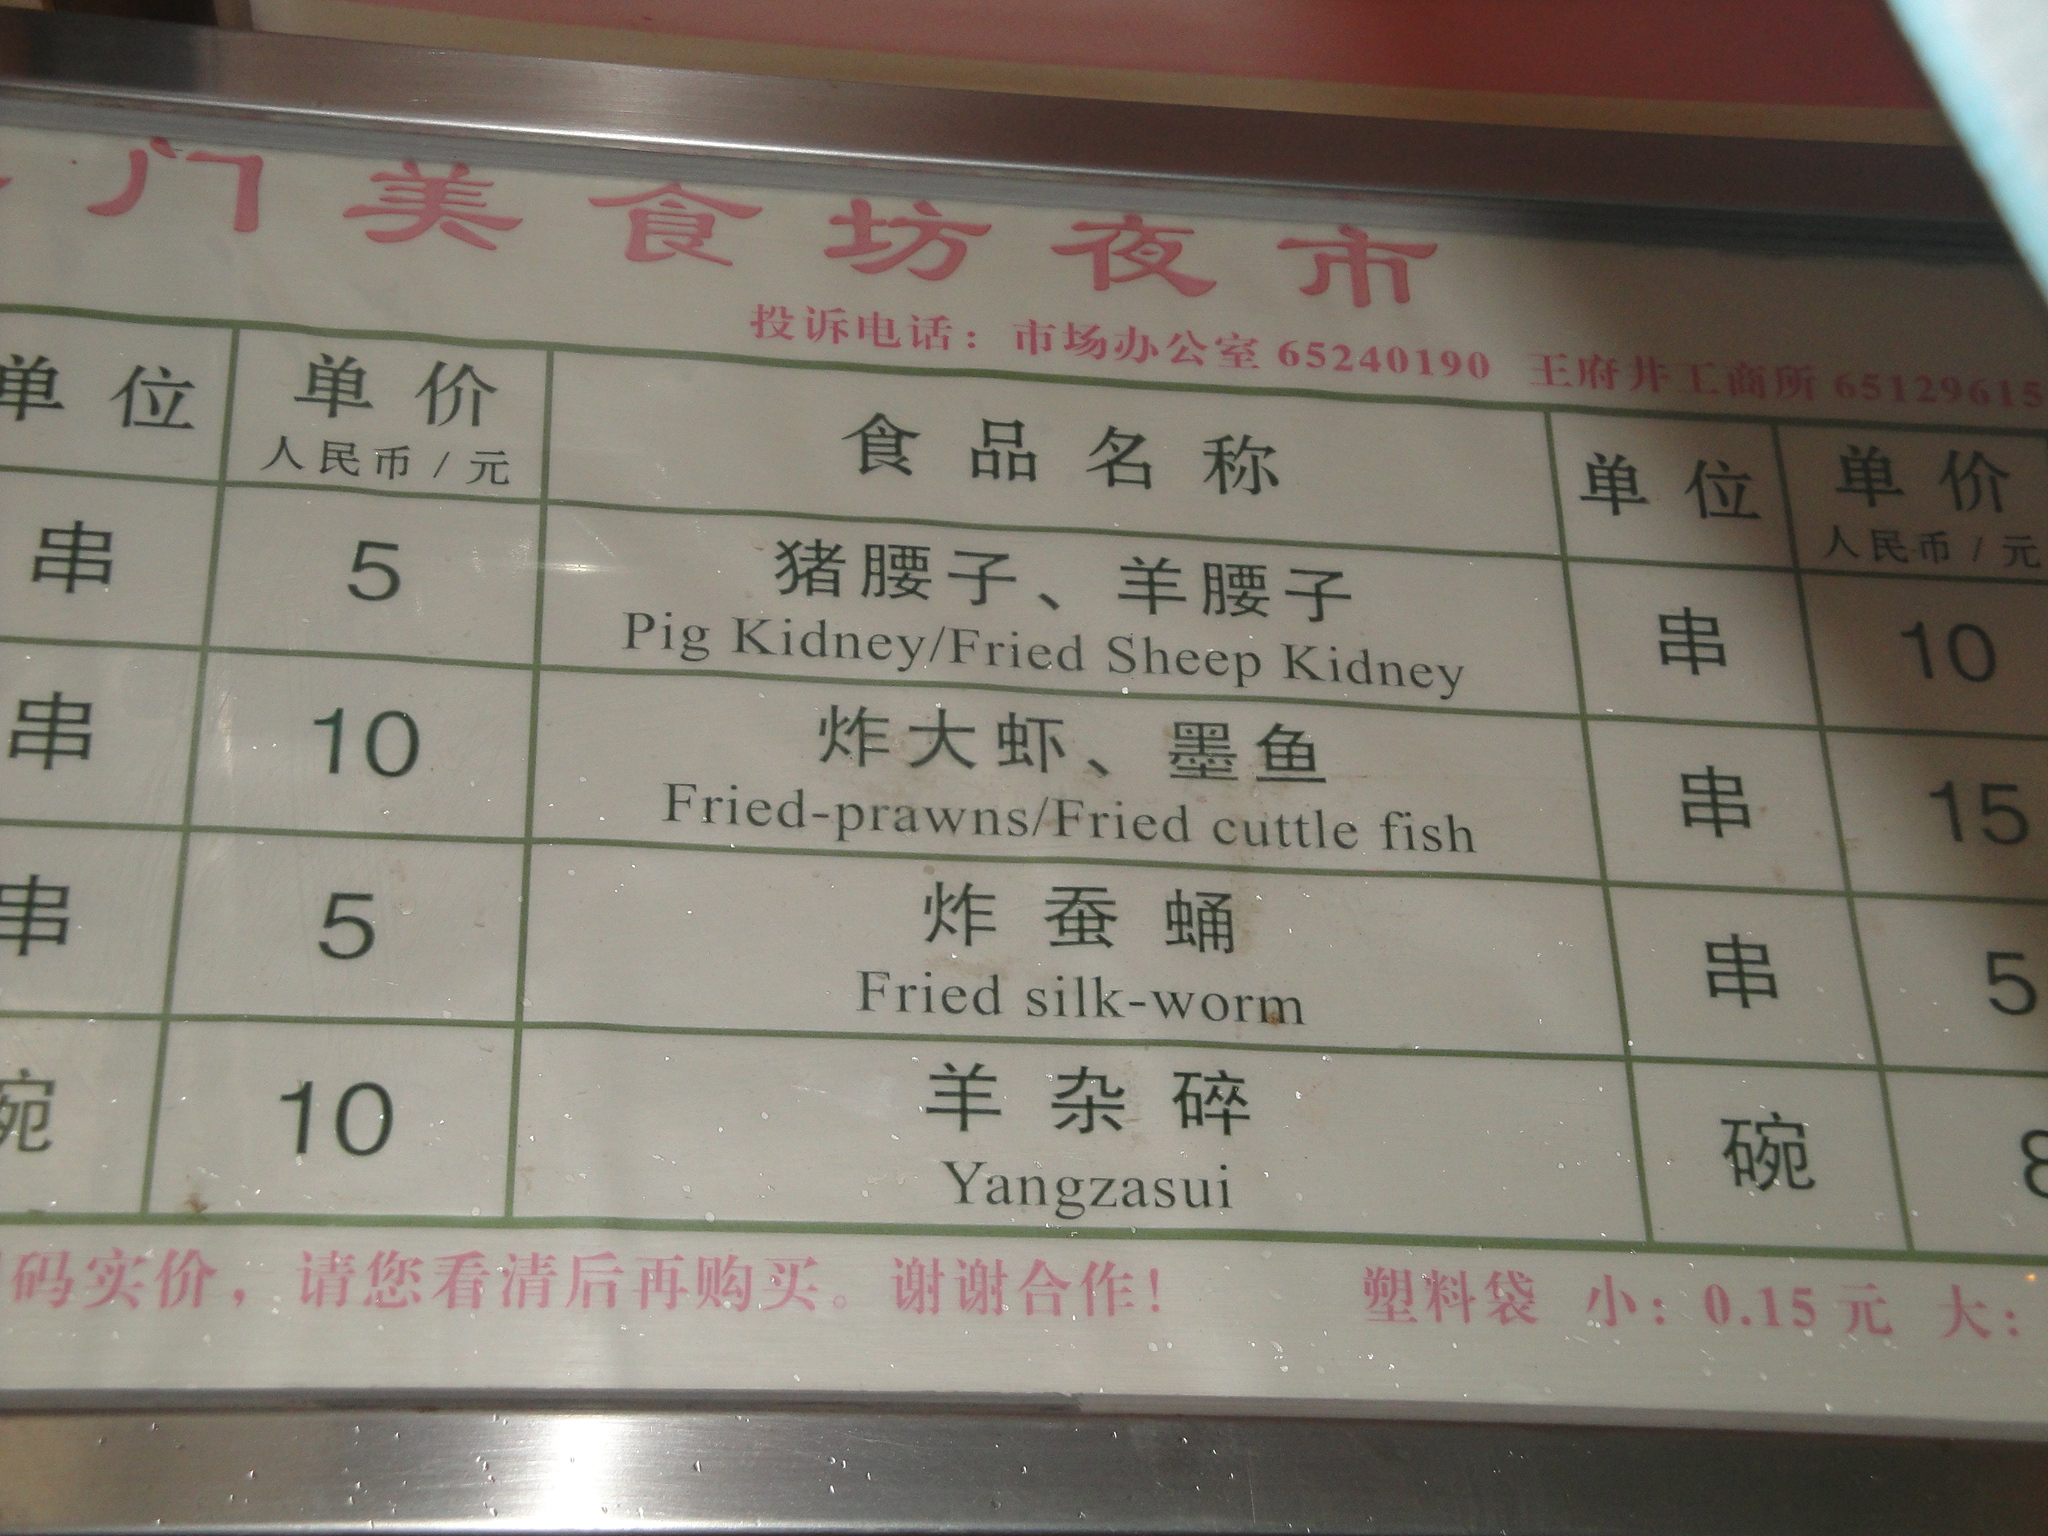 门美食坊夜市
投诉电话：市场办公室 65240190 王府井工商所 65129615
单位 单价 食品名称 单位 单价
人民币/元 人民币/元
串 5 猪腰子、羊腰子 串 10
Pig Kidney/Fried Sheep Kidney
串 10 炸大虾、墨鱼 串 15
Fried-prawns/Fried cuttle fish
串 5 炸蚕蛹 串 5
Fried silk-worm
碗 10 羊杂碎 碗 8
Yangzasui
码实价，请您看清后再购买。谢谢合作！ 塑料袋 小：0.15元 大：